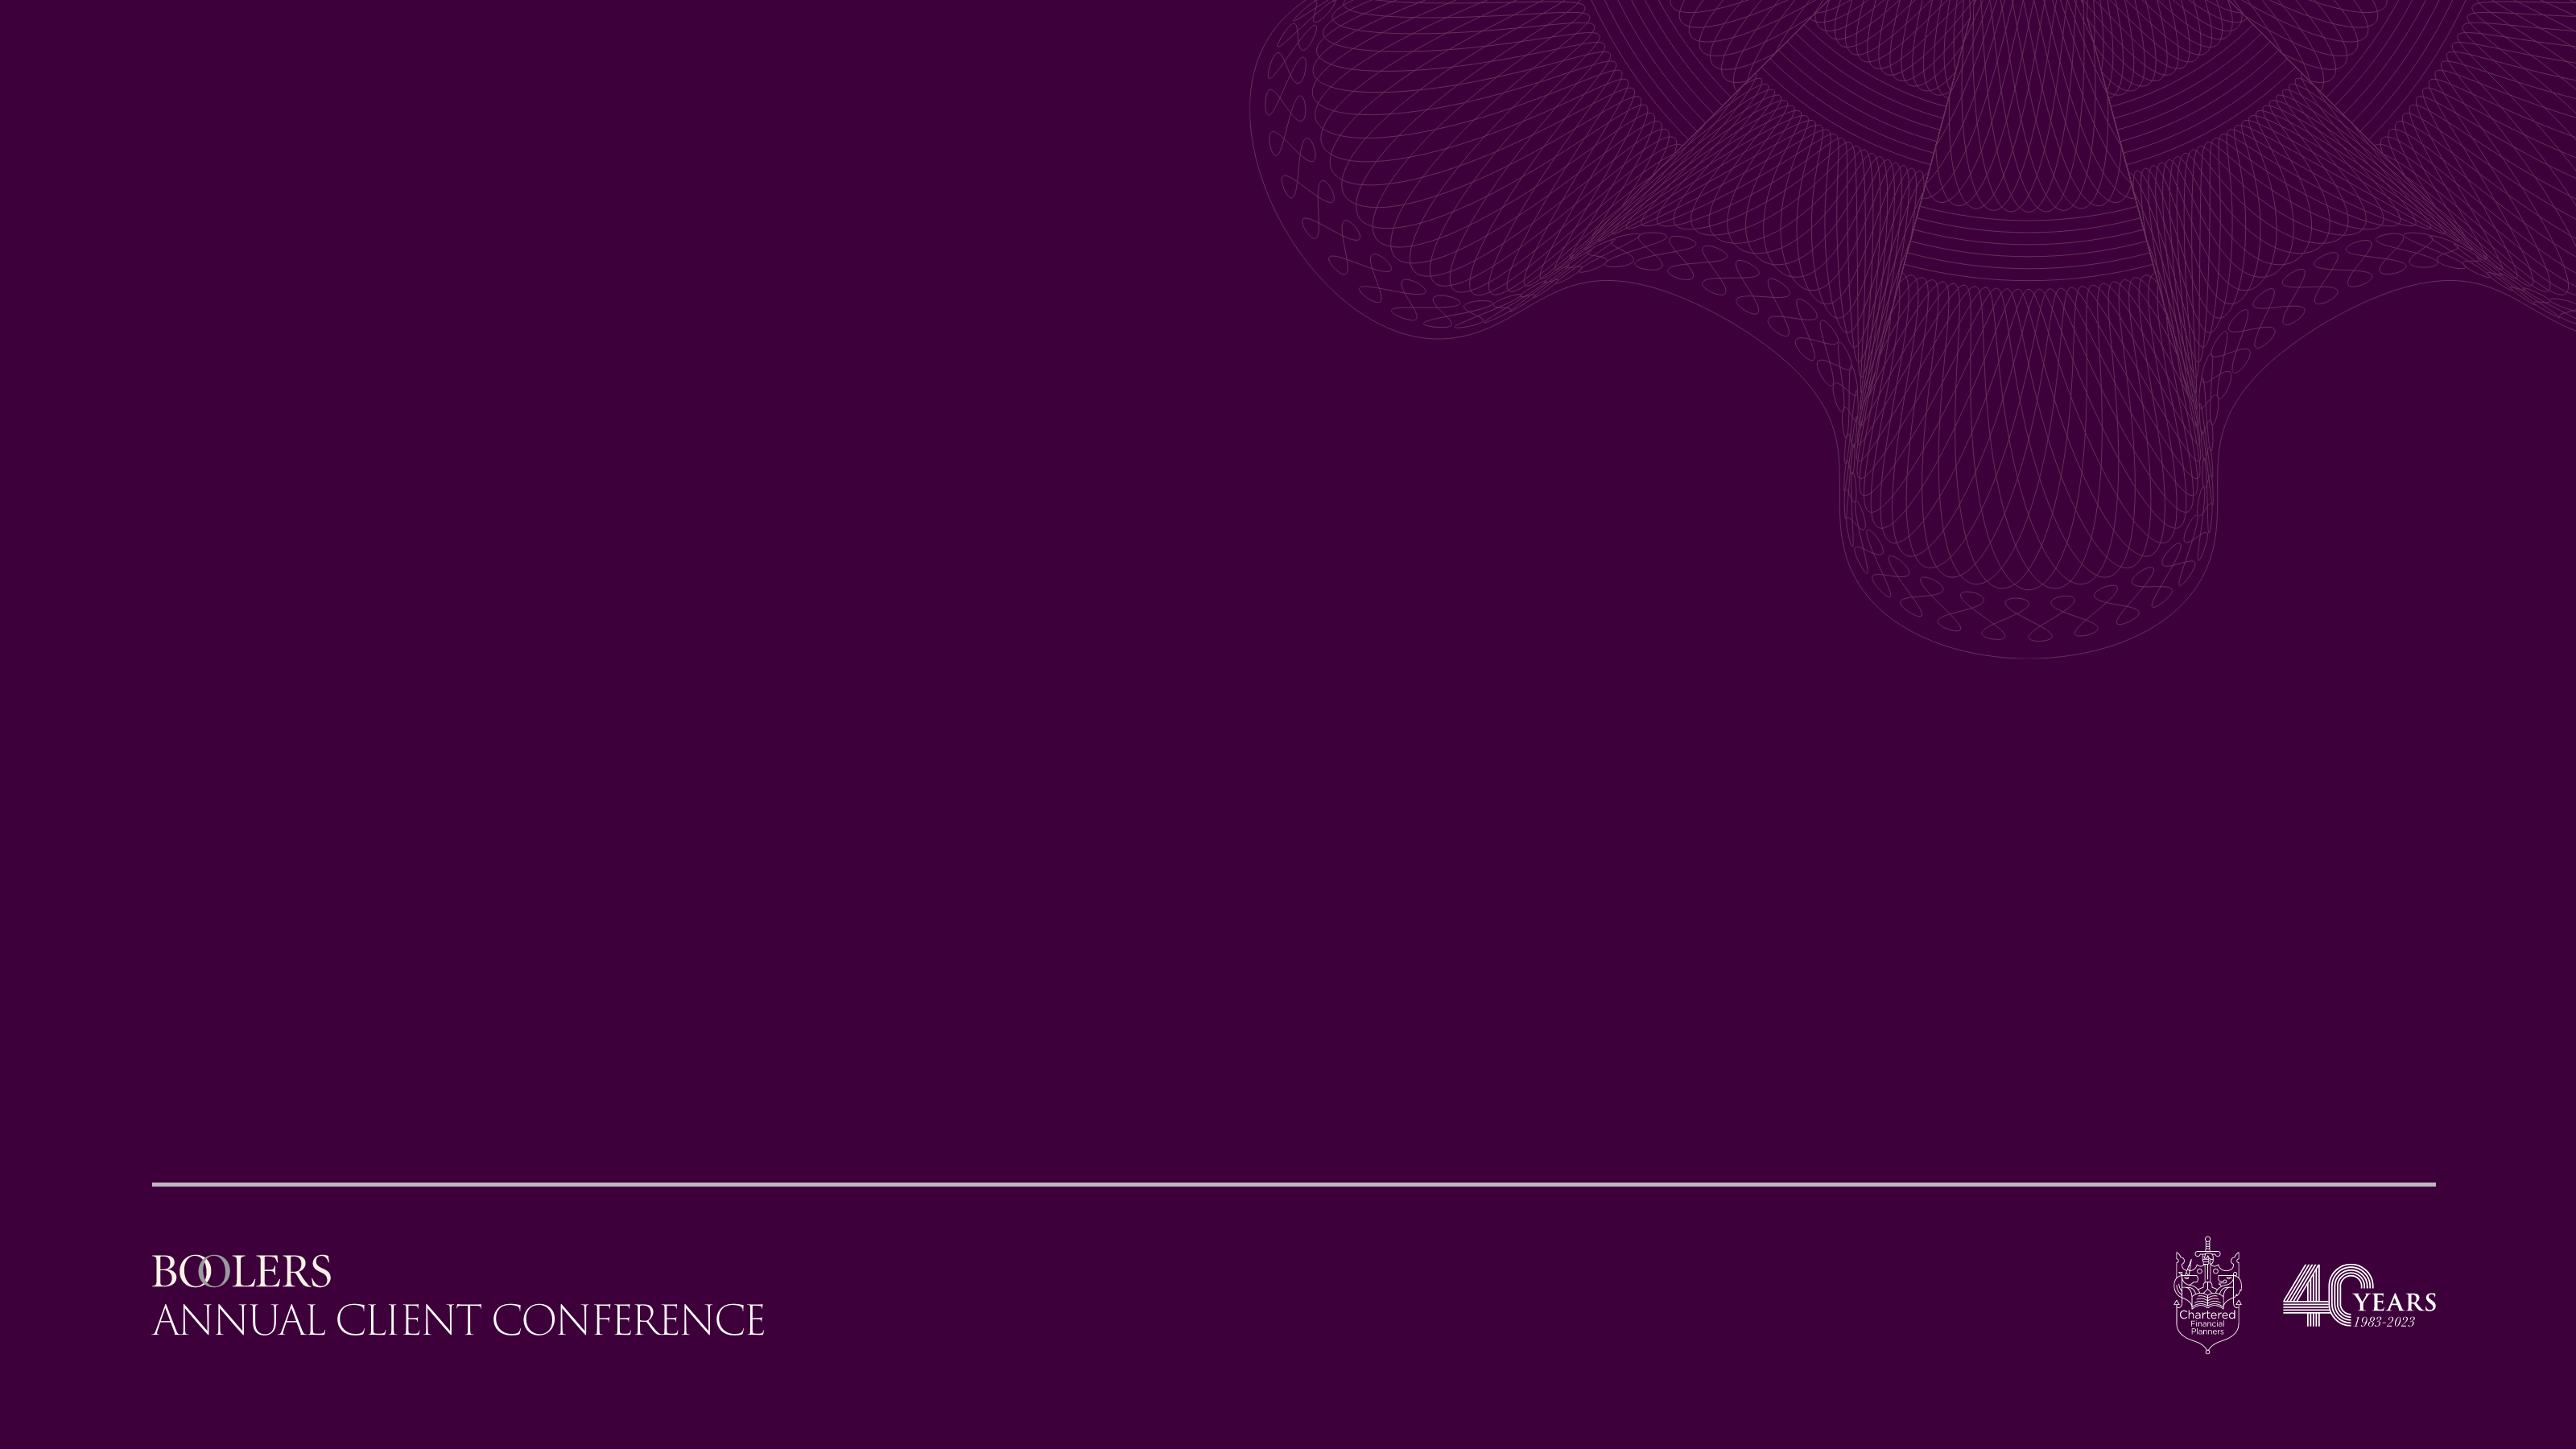 BOOLERS
ANNUAL CLIENT CONFERENCE
Chartered
Financial
Planners
40 YEARS
1983-2023